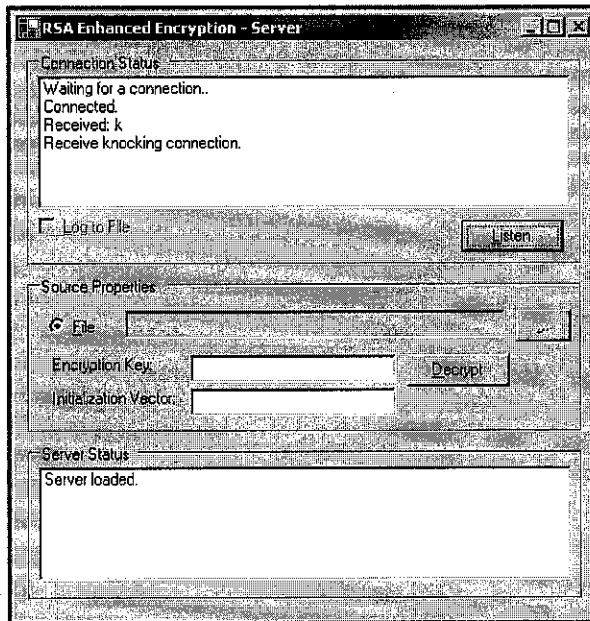 RSA Enhanced Encryption - Server
Connection Status
Waiting for a connection..
Connected.
Received: k
Receive knocking connection.
Log to File
Listen
Source Properties
File
...
Encryption Key:
Decrypt
Initialization Vector:
Server Status
Server loaded.